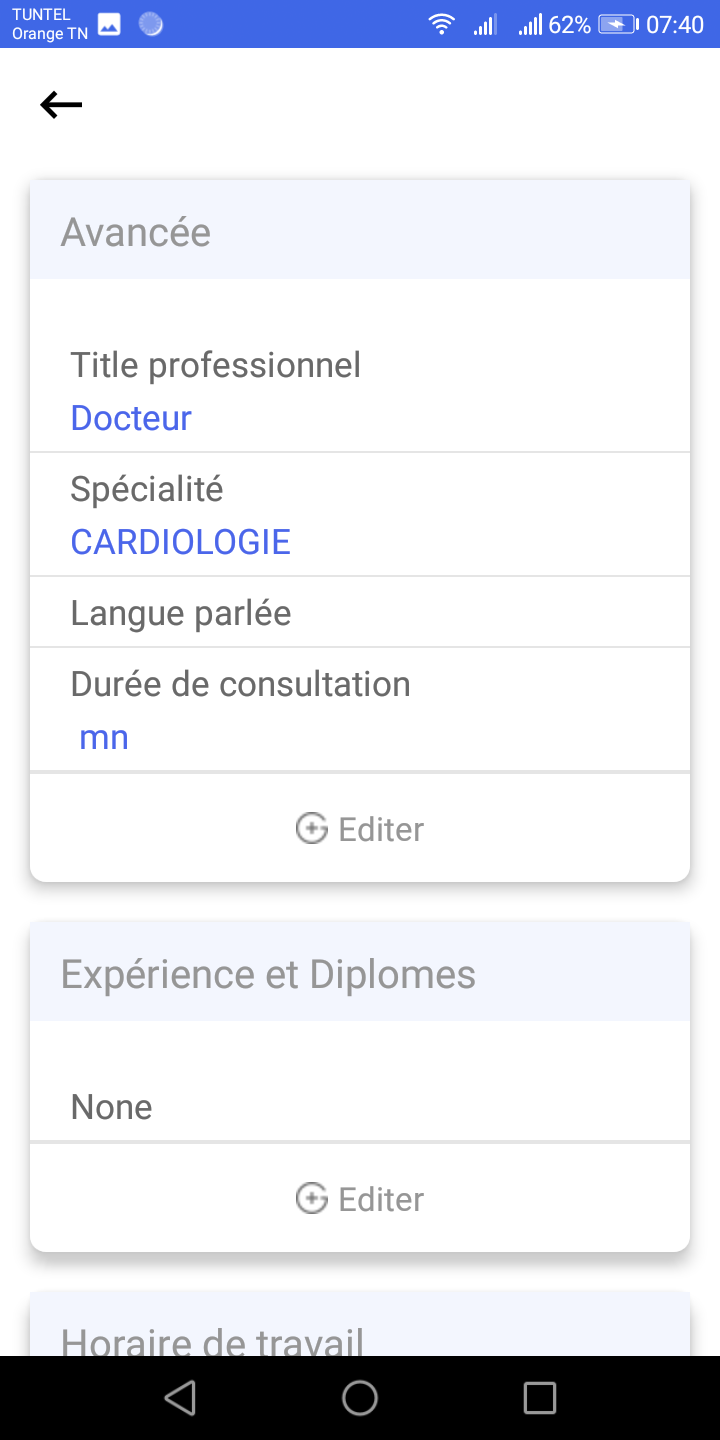 TUNTEL
Orange TN
62%
07:40
Avancée
Title professionnel
Docteur
Spécialité
CARDIOLOGIE
Langue parlée
Durée de consultation
mn
Editer
Expérience et Diplomes
None
Editer
Horaire de travail